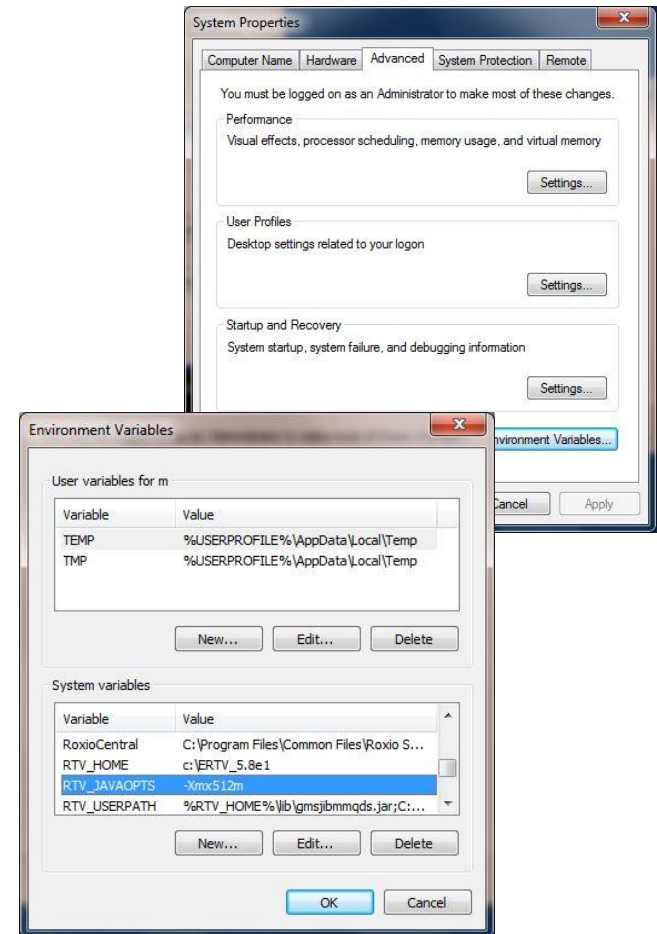 System Properties
Computer Name Hardware Advanced System Protection Remote
You must be logged on as an Administrator to make most of these changes.
Performance
Visual effects, processor scheduling, memory usage, and virtual memory
Settings...
User Profiles
Desktop settings related to your logon
Settings...
Startup and Recovery
System startup, system failure, and debugging information
Settings...
nvironment Variables...
Cancel Apply
Environment Variables
User variables for m
Variable Value
TEMP %USERPROFILE%\AppData\Local\Temp
TMP %USERPROFILE%\AppData\Local\Temp
New... Edit... Delete
System variables
Variable Value
RoxioCentral C:\Program Files\Common Files\Roxio S...
RTV_HOME c:\ERTV_5.8e1
RTV_JAVAOPTS -Xmx512m
RTV_USERPATH %RTV_HOME%\lib\gmsjibmmqds.jar;C:...
New... Edit... Delete
OK Cancel